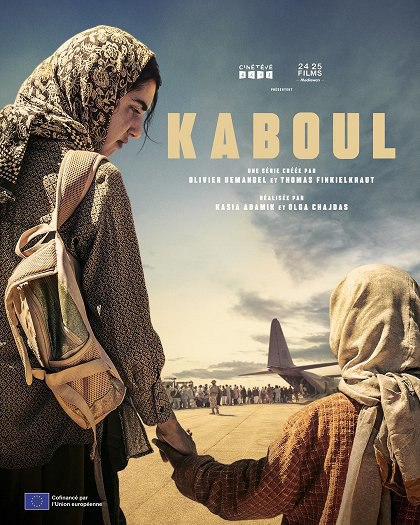 CINÉTÉVÉ
24 25
FILMS
Mediawan
PRÉSENTENT
KABOUL
UNE SÉRIE CRÉÉE PAR
OLIVIER DEMANGEL ET THOMAS FINKIELKRAUT
RÉALISÉE PAR
KASIA ADAMIK ET OLGA CHAJDAS
Cofinancé par
l'Union européenne